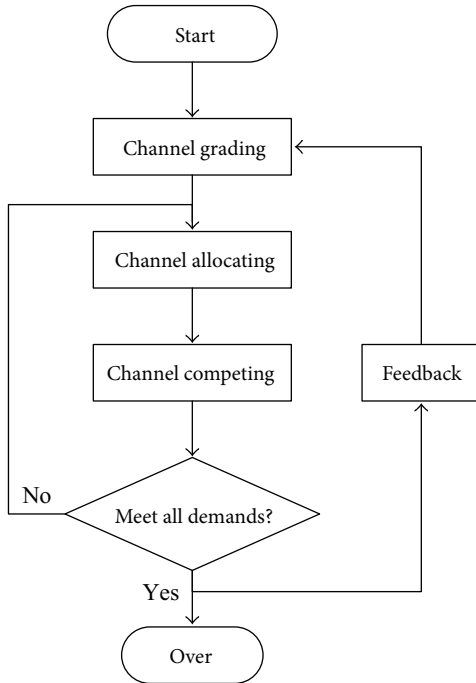 Start
Channel grading
Channel allocating
Channel competing
Feedback
No
Meet all demands?
Yes
Over